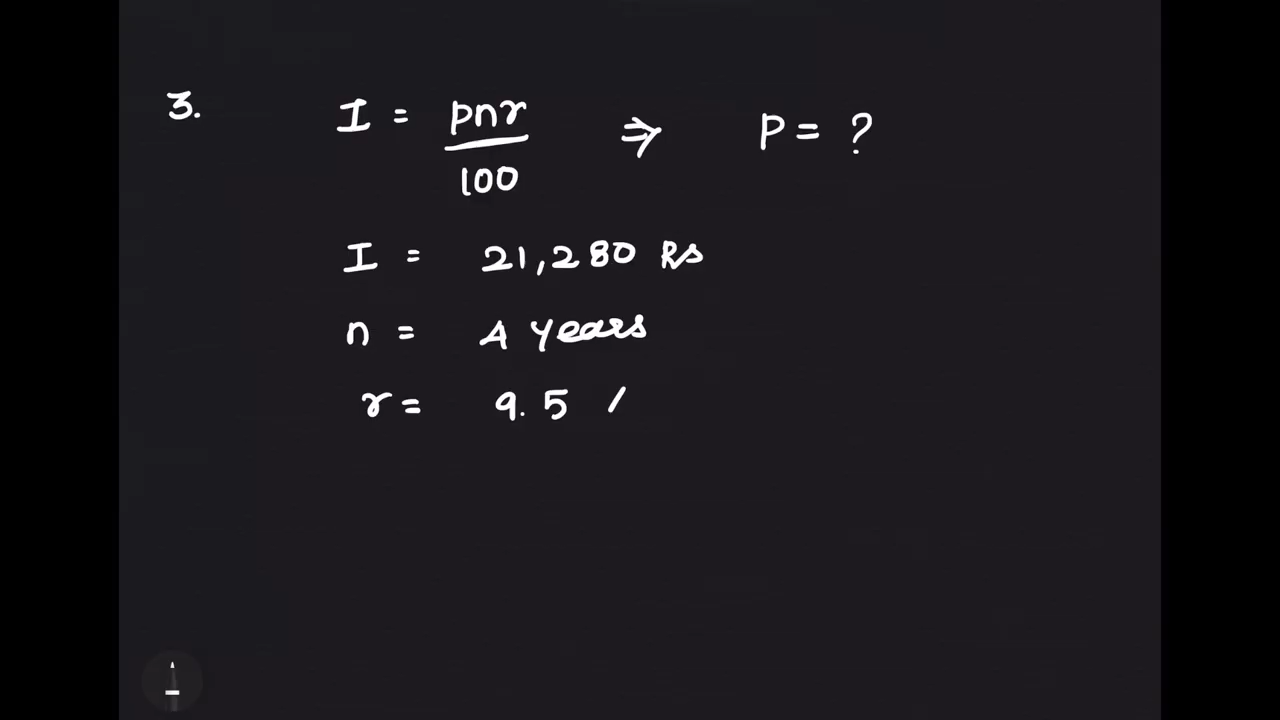 3. I = pnr/100 ⇒ P = ?
I = 21,280 Rs
n = 4 years
r = 9.5 /